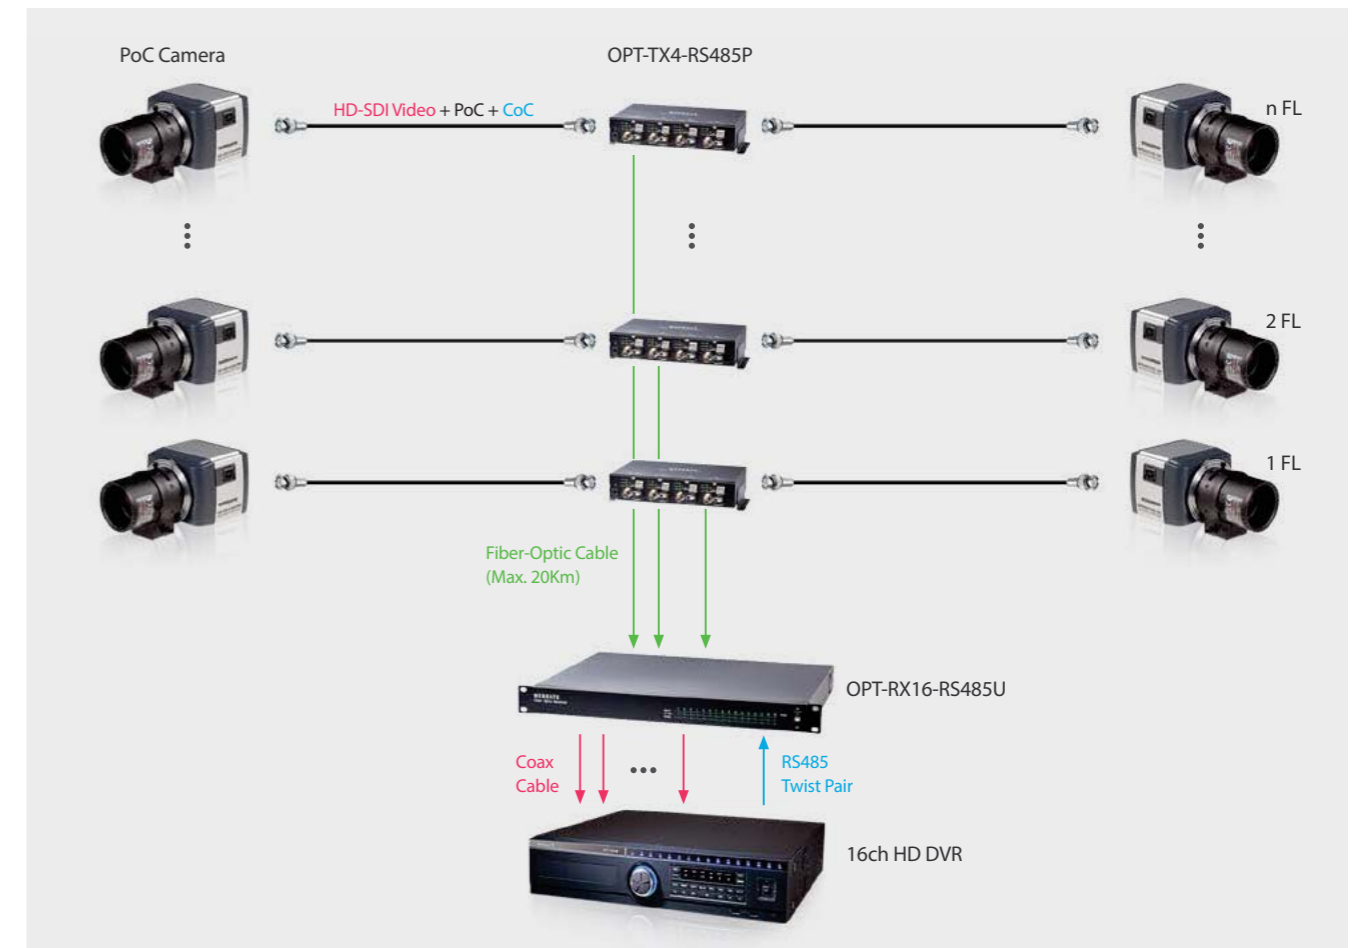 PoC Camera
OPT-TX4-RS485P
HD-SDI Video + PoC + CoC
n FL
2 FL
1 FL
Fiber-Optic Cable
(Max. 20Km)
OPT-RX16-RS485U
Coax
Cable
RS485
Twist Pair
16ch HD DVR